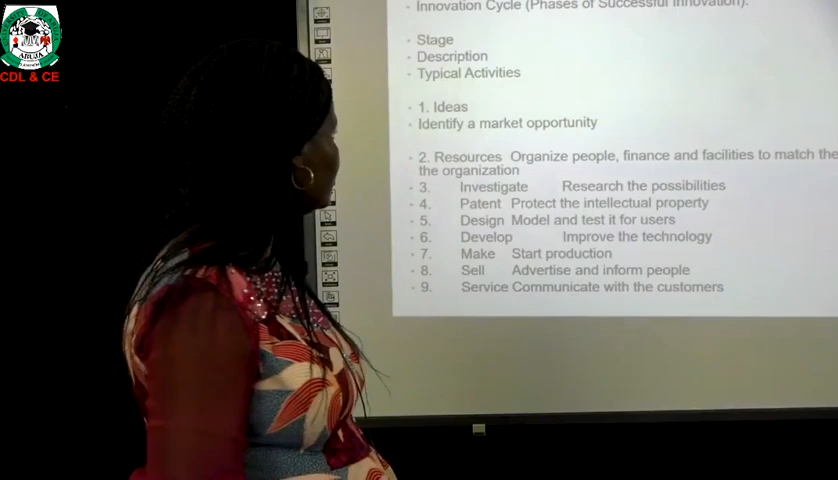 ABUJA
CDL & CE
Innovation Cycle (Phases of Successful Innovation).
Stage
Description
Typical Activities
1. Ideas
Identify a market opportunity
2. Resources Organize people, finance and facilities to match the
the organization
3. Investigate Research the possibilities
4. Patent Protect the intellectual property
5. Design Model and test it for users
6. Develop Improve the technology
7. Make Start production
8. Sell Advertise and inform people
9. Service Communicate with the customers